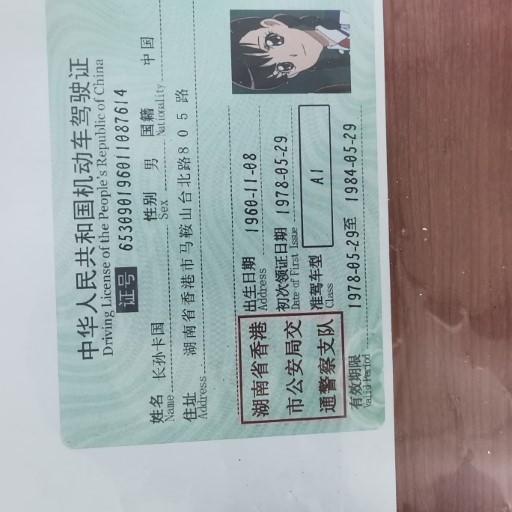 中华人民共和国机动车驾驶证
Driving License of the People's Republic of China
证号 653090196011087614
姓名 长孙卡国 性别 男 国籍 中国
Name Sex Nationality
住址 湖南省香港市马鞍山台北路805路
Address
湖南省香港
市公安局交
通警察支队
出生日期 1960-11-08
Address
初次领证日期 1978-05-29
Date of First Issue
准驾车型 A1
Class
有效期限 1978-05-29至 1984-05-29
Valid Period